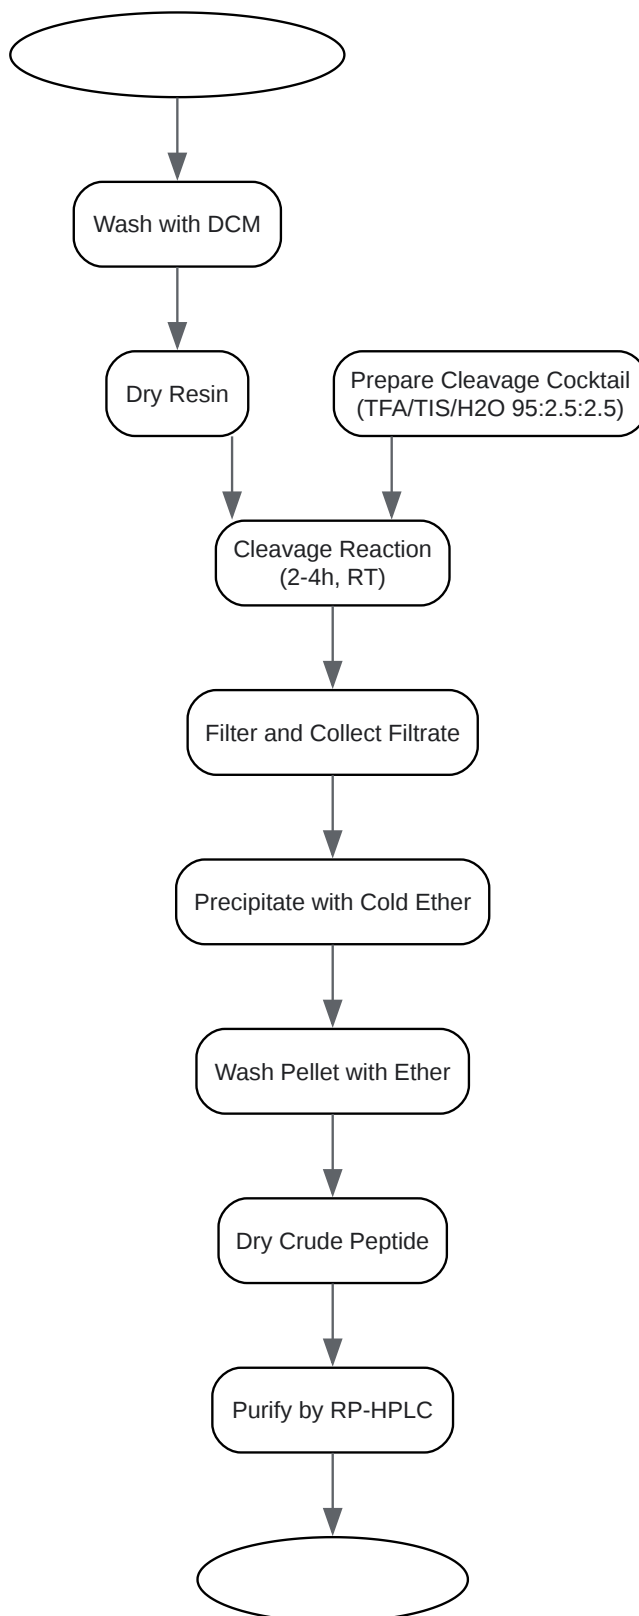 Wash with DCM
Dry Resin
Prepare Cleavage Cocktail
(TFA/TIS/H2O 95:2.5:2.5)
Cleavage Reaction
(2-4h, RT)
Filter and Collect Filtrate
Precipitate with Cold Ether
Wash Pellet with Ether
Dry Crude Peptide
Purify by RP-HPLC